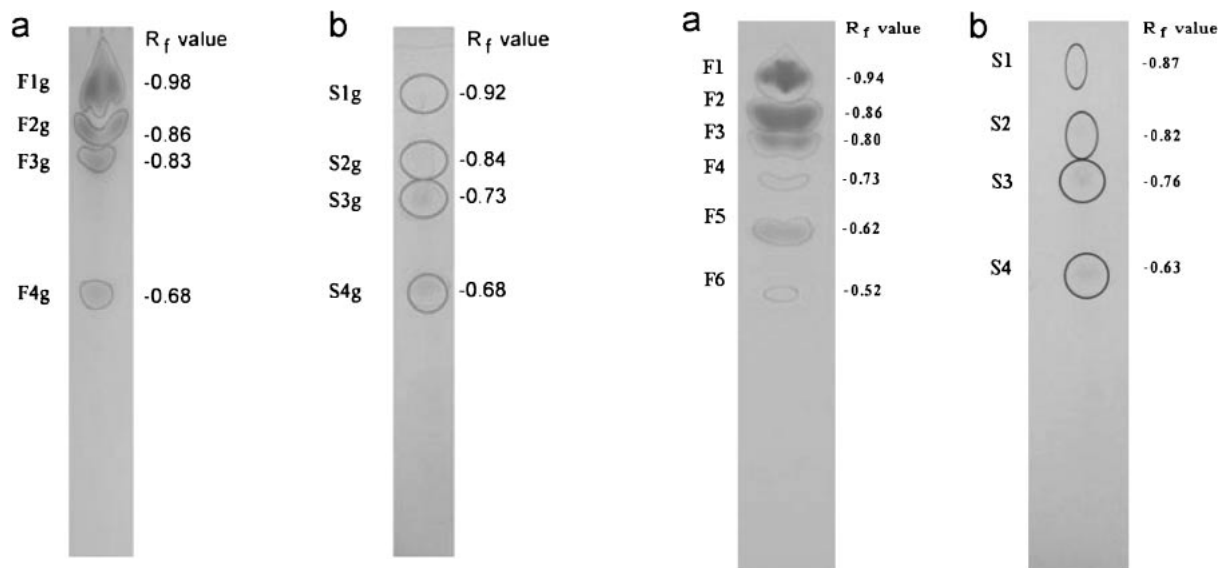 a
R f value
F1g -0.98
F2g -0.86
F3g -0.83
F4g -0.68
b
R f value
S1g -0.92
S2g -0.84
S3g -0.73
S4g -0.68
a
R f value
F1 -0.94
F2 -0.86
F3 -0.80
F4 -0.73
F5 -0.62
F6 -0.52
b
R f value
S1 -0.87
S2 -0.82
S3 -0.76
S4 -0.63